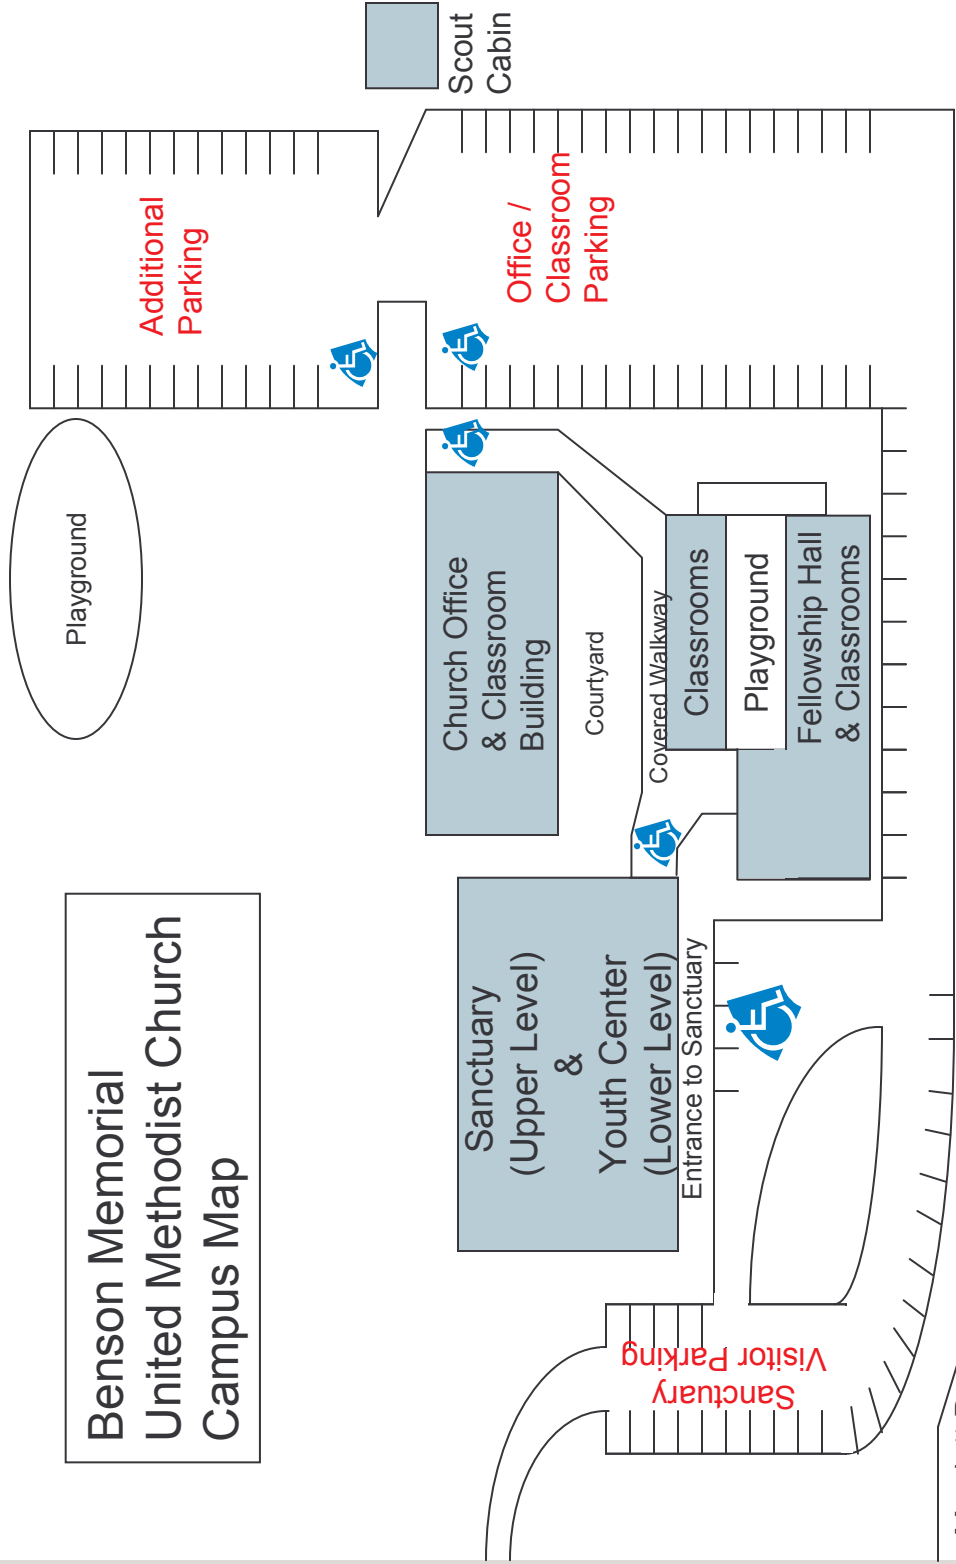 Benson Memorial
United Methodist Church
Campus Map
Playground
Additional
Parking
Scout
Cabin
Office /
Classroom
Parking
Church Office
& Classroom
Building
Courtyard
Covered Walkway
Classrooms
Playground
Fellowship Hall
& Classrooms
Sanctuary
(Upper Level)
&
Youth Center
(Lower Level)
Entrance to Sanctuary
Sanctuary
Visitor Parking